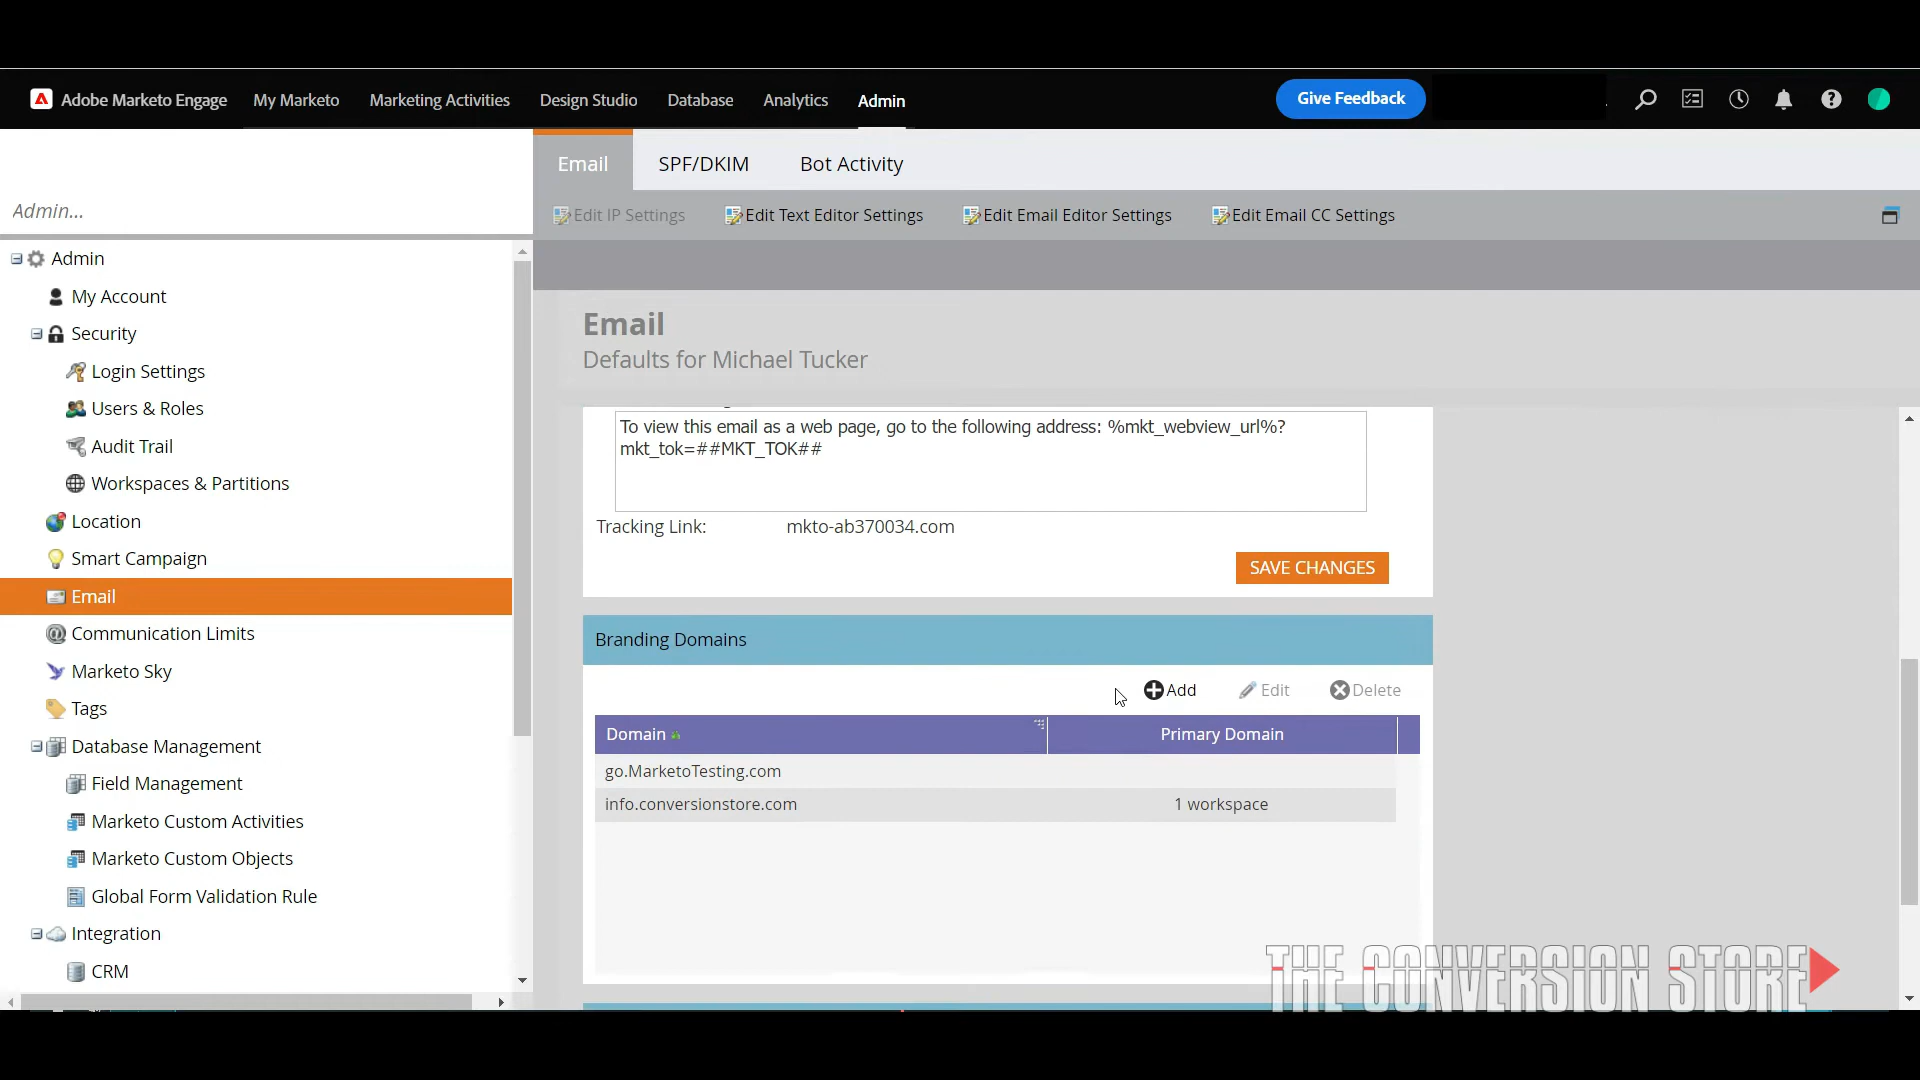 Adobe Marketo Engage
My Marketo
Marketing Activities
Design Studio
Database
Analytics
Admin
Give Feedback
Email
SPF/DKIM
Bot Activity
Admin...
Edit IP Settings
Edit Text Editor Settings
Edit Email Editor Settings
Edit Email CC Settings
Admin
My Account
Security
Login Settings
Users & Roles
Audit Trail
Workspaces & Partitions
Location
Smart Campaign
Email
Communication Limits
Marketo Sky
Tags
Database Management
Field Management
Marketo Custom Activities
Marketo Custom Objects
Global Form Validation Rule
Integration
CRM
Email
Defaults for Michael Tucker
To view this email as a web page, go to the following address: %mkt_webview_url%?
mkt_tok=##MKT_TOK##
Tracking Link: mkto-ab370034.com
SAVE CHANGES
Branding Domains
Add
Edit
Delete
Domain
Primary Domain
go.MarketoTesting.com
info.conversionstore.com
1 workspace
THE CONVERSION STORE